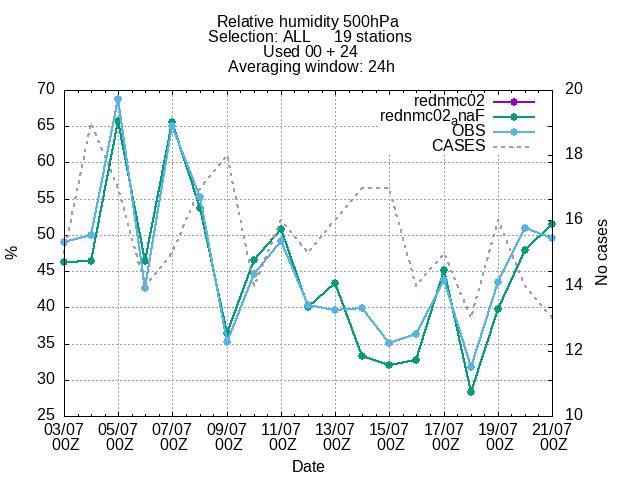 Relative humidity 500hPa
Selection: ALL     19 stations
Used 00 + 24
Averaging window: 24h
rednmc02
rednmc02ₐnaF
OBS
CASES
70
65
60
55
50
45
40
35
30
25
%
20
18
16
14
12
10
No cases
03/07 05/07 07/07 09/07 11/07 13/07 15/07 17/07 19/07 21/07
00Z 00Z 00Z 00Z 00Z 00Z 00Z 00Z 00Z 00Z
Date